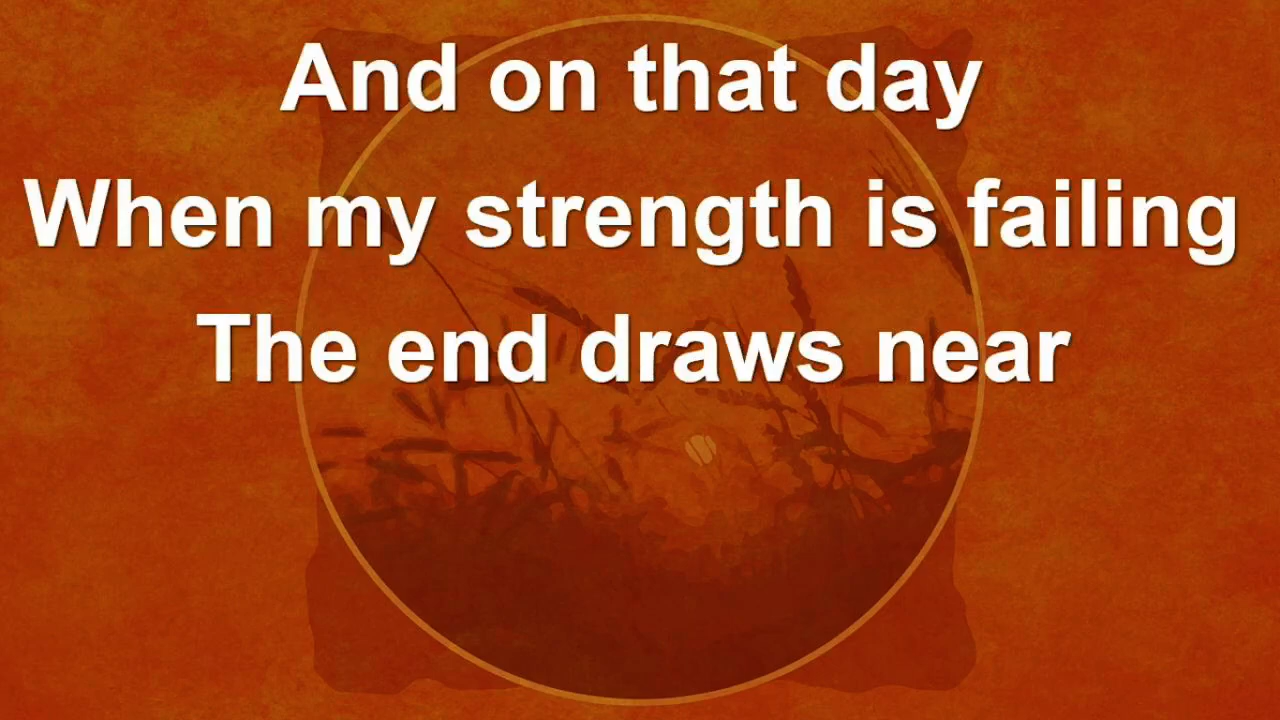 And on that day
When my strength is failing
The end draws near